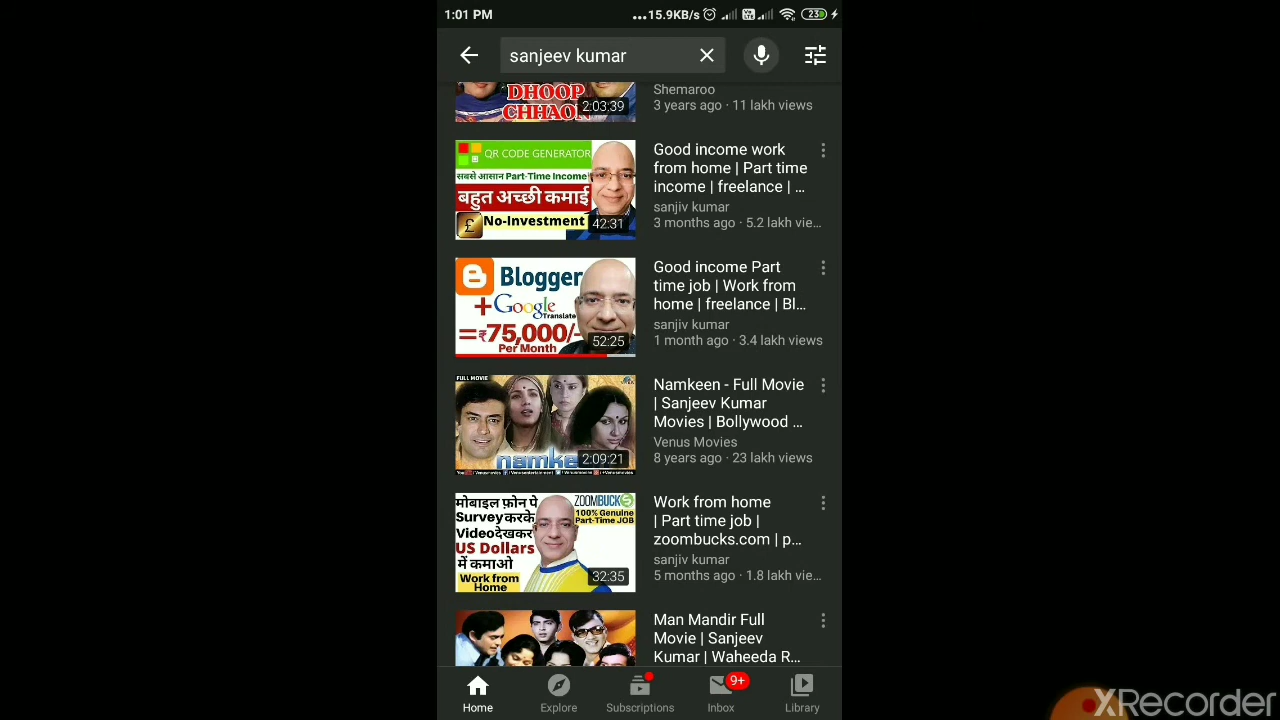 1:01 PM
...15.9KB/s
23
sanjeev kumar
DHOOP
CHHAON
2:03:39
Shemaroo
3 years ago · 11 lakh views
QR CODE GENERATOR
सबसे आसान Part-Time Income
बहुत अच्छी कमाई
£
No-Investment
42:31
Good income work
from home | Part time
income | freelance | ...
sanjiv kumar
3 months ago · 5.2 lakh vie...
Blogger
+Google
Translate
=₹75,000/-
Per Month
52:25
Good income Part
time job | Work from
home | freelance | Bl...
sanjiv kumar
1 month ago · 3.4 lakh views
FULL MOVIE
namke
2:09:21
Namkeen - Full Movie
| Sanjeev Kumar
Movies | Bollywood ...
Venus Movies
8 years ago · 23 lakh views
मोबाइल फ़ोन पे
Survey करके
Video देखकर
US Dollars
में कमाओ
Work from
Home
ZOOMBUCKS
100% Genuine
Part-Time JOB
32:35
Work from home
| Part time job |
zoombucks.com | p...
sanjiv kumar
5 months ago · 1.8 lakh vie...
Man Mandir Full
Movie | Sanjeev
Kumar | Waheeda R...
Home
Explore
Subscriptions
9+
Inbox
Library
XRecorder